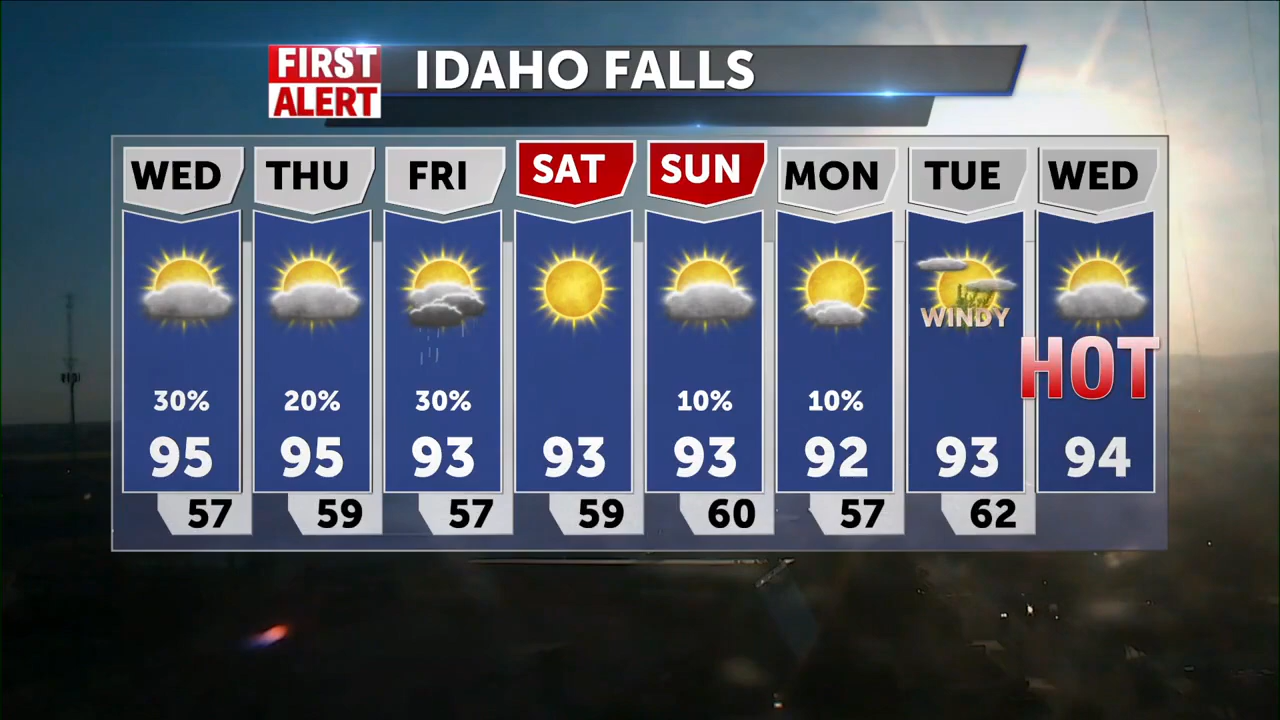 FIRST
ALERT
IDAHO FALLS
WED THU FRI SAT SUN MON TUE WED
WINDY
HOT
30% 20% 30% 10% 10%
95 95 93 93 93 92 93 94
57 59 57 59 60 57 62